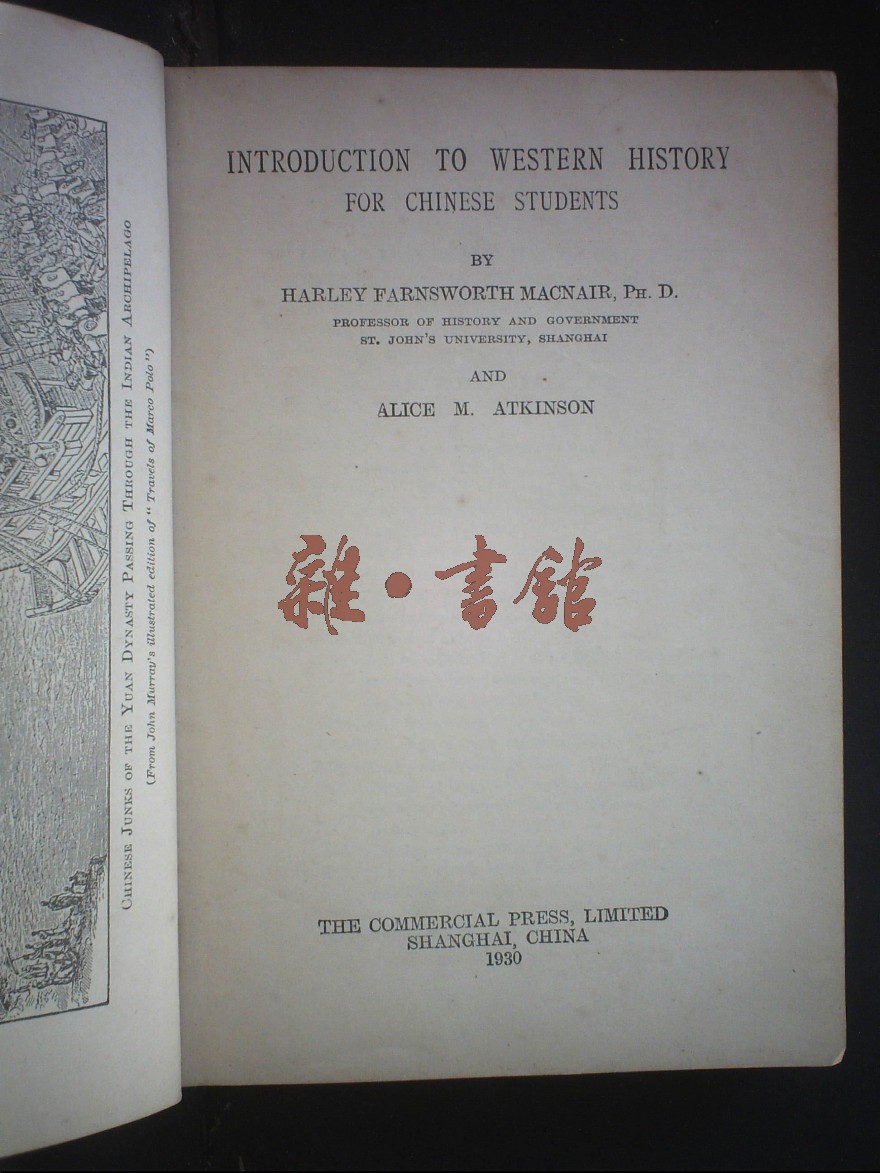 CHINESE JUNKS OF THE YUAN DYNASTY PASSING THROUGH THE INDIAN ARCHIPELAGO
(From John Murray's illustrated edition of "Travels of Marco Polo")
INTRODUCTION TO WESTERN HISTORY
FOR CHINESE STUDENTS
BY
HARLEY FARNSWORTH MACNAIR, PH. D.
PROFESSOR OF HISTORY AND GOVERNMENT
ST. JOHN'S UNIVERSITY, SHANGHAI
AND
ALICE M. ATKINSON
雜·書館
THE COMMERCIAL PRESS, LIMITED
SHANGHAI, CHINA
1930